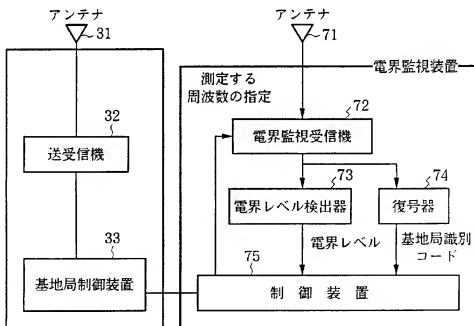 アンテナ
31
アンテナ
71
電界監視装置
測定する
周波数の指定
32
送受信機
72
電界監視受信機
73
電界レベル検出器
74
復号器
33
基地局制御装置
電界レベル
基地局識別
コード
75
制御装置